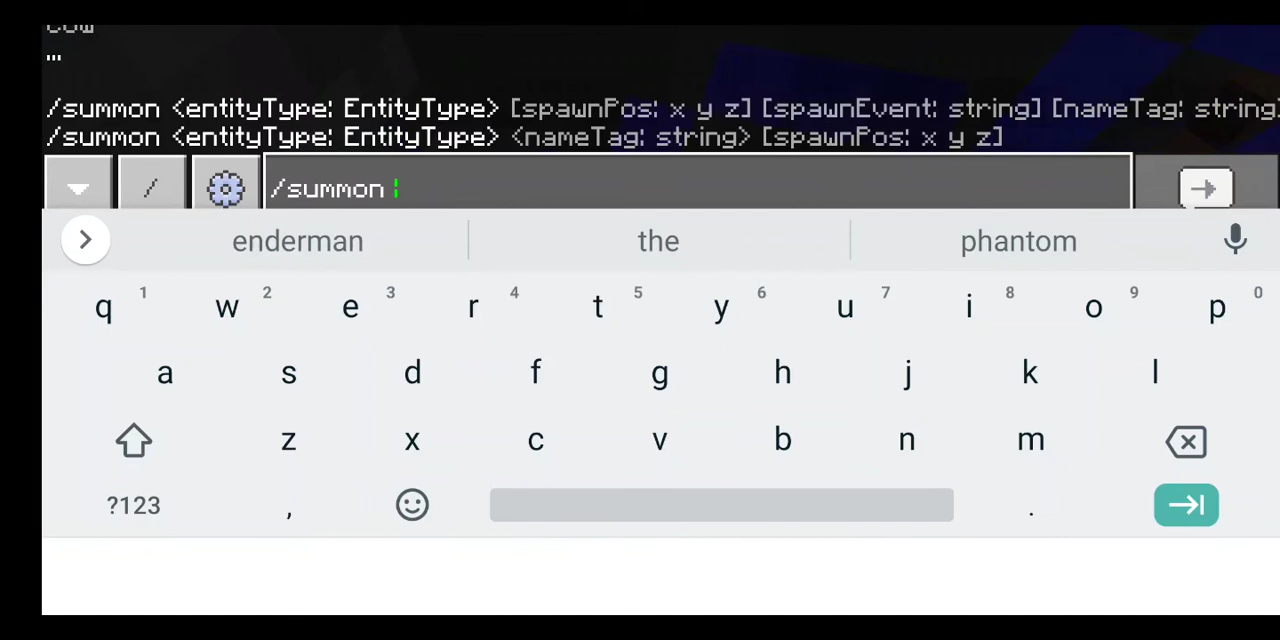 cow
...
/summon <entityType: EntityType> [spawnPos: x y z] [spawnEvent: string] [nameTag: string]
/summon <entityType: EntityType> <nameTag: string> [spawnPos: x y z]
/ /summon
enderman the phantom
q 1 w 2 e 3 r 4 t 5 y 6 u 7 i 8 o 9 p 0
a s d f g h j k l
z x c v b n m
?123 , .